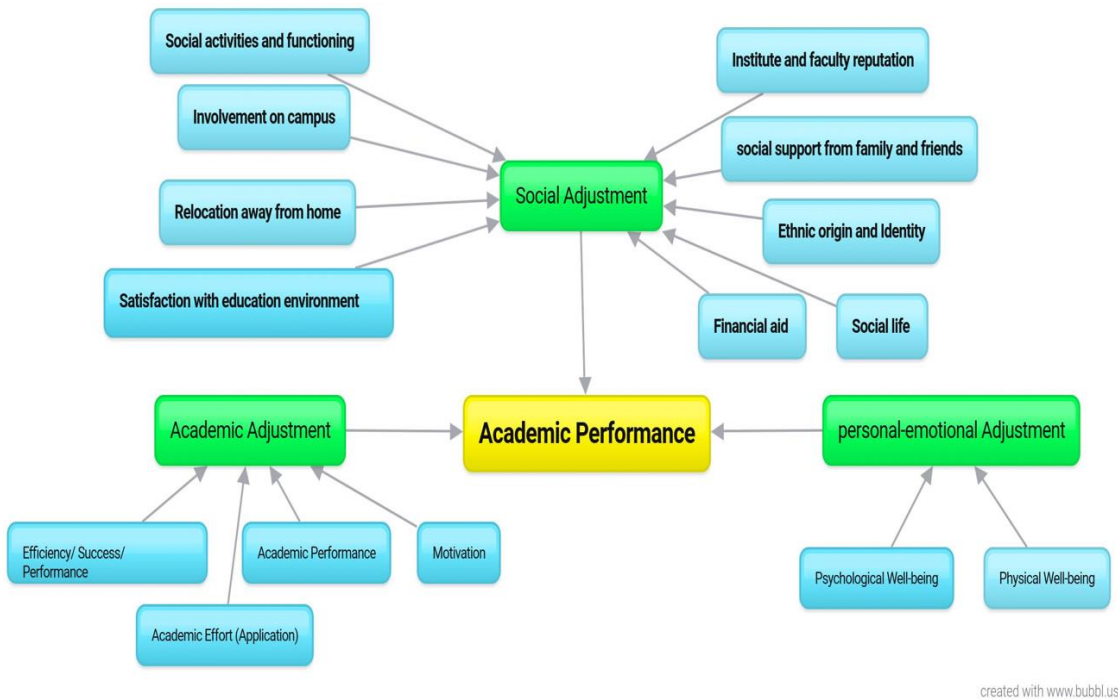 Social activities and functioning
Institute and faculty reputation
Involvement on campus
social support from family and friends
Social Adjustment
Relocation away from home
Ethnic origin and Identity
Satisfaction with education environment
Financial aid
Social life
Academic Adjustment
Academic Performance
personal-emotional Adjustment
Efficiency/ Success/
Performance
Academic Performance
Motivation
Psychological Well-being
Physical Well-being
Academic Effort (Application)
created with www.bubbl.us